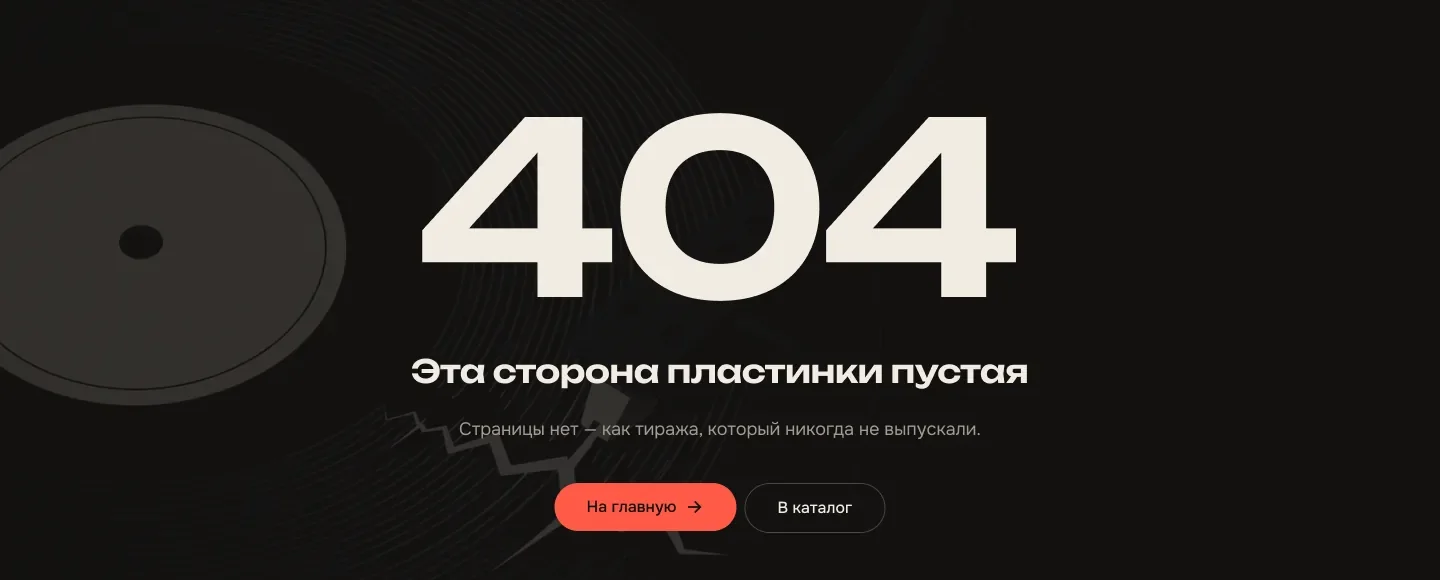 404
Эта сторона пластинки пустая
Страницы нет — как тиража, который никогда не выпускали.
На главную →
В каталог